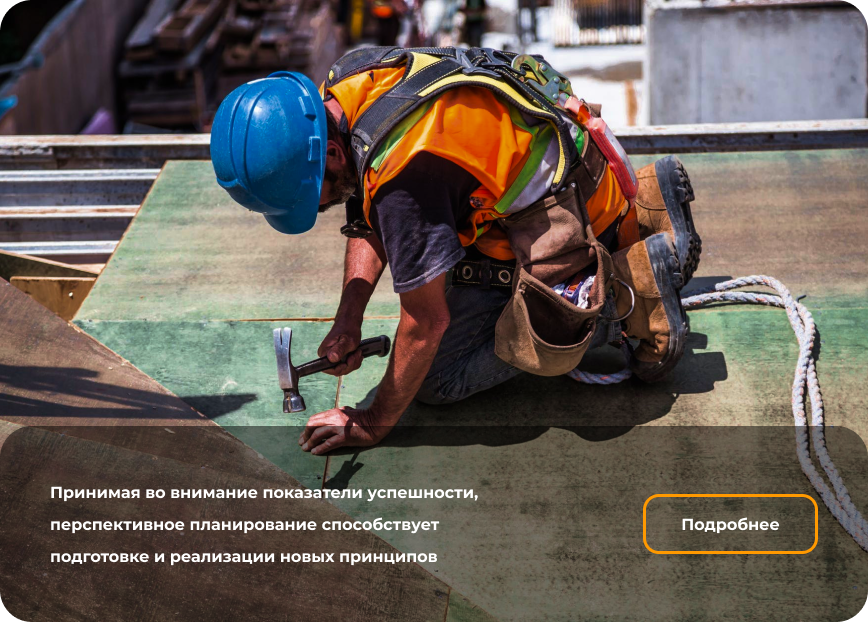 Принимая во внимание показатели успешности,
перспективное планирование способствует
подготовке и реализации новых принципов
Подробнее